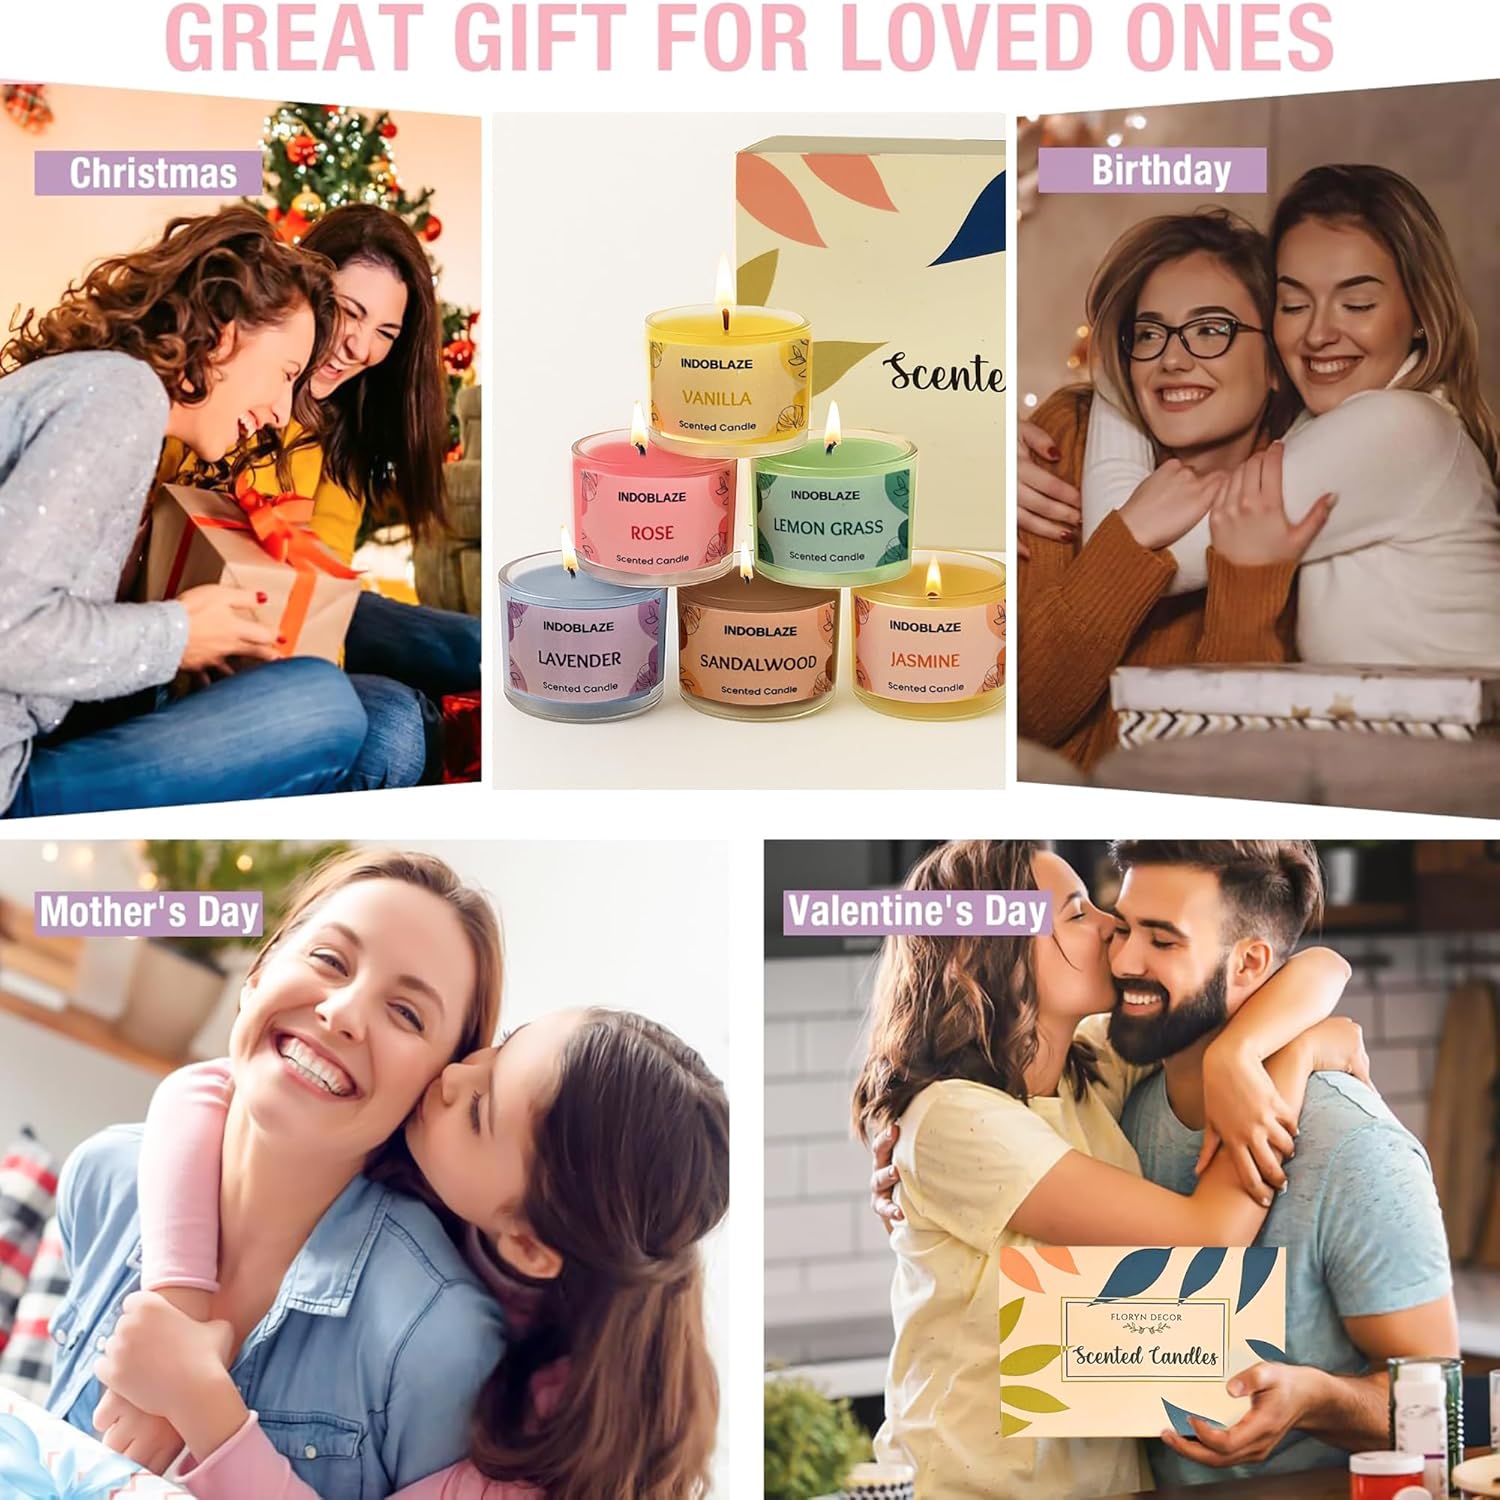 GREAT GIFT FOR LOVED ONES
Christmas
Birthday
Scente
INDOBLAZE
VANILLA
Scented Candle
INDOBLAZE
ROSE
Scented Candle
INDOBLAZE
LEMON GRASS
Scented Candle
INDOBLAZE
LAVENDER
Scented Candle
INDOBLAZE
SANDALWOOD
Scented Candle
INDOBLAZE
JASMINE
Scented Candle
Mother's Day
Valentine's Day
FLORYN DECOR
Scented Candles